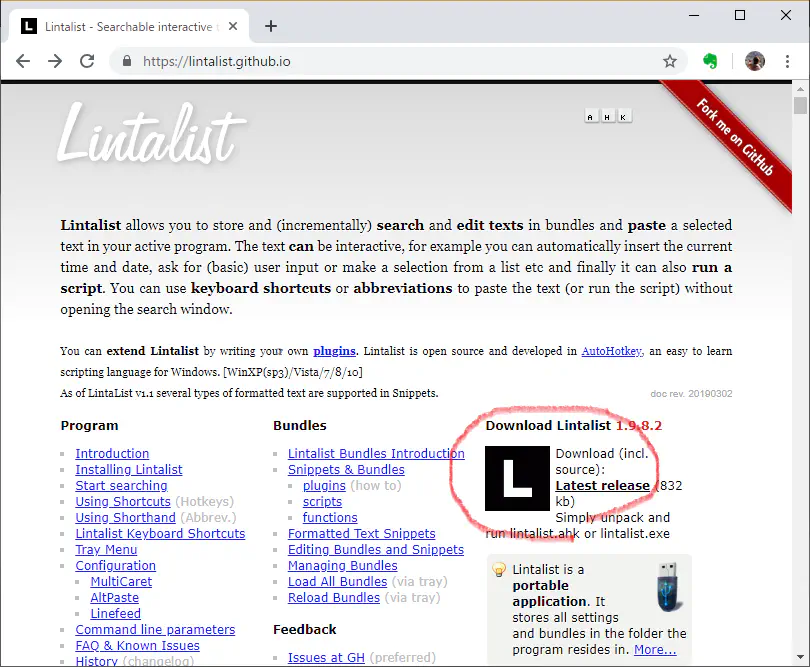 Lintalist - Searchable interactive
https://lintalist.github.io
Lintalist
A H K
Fork me on GitHub
Lintalist allows you to store and (incrementally) search and edit texts in bundles and paste a selected
text in your active program. The text can be interactive, for example you can automatically insert the current
time and date, ask for (basic) user input or make a selection from a list etc and finally it can also run a
script. You can use keyboard shortcuts or abbreviations to paste the text (or run the script) without
opening the search window.
You can extend Lintalist by writing your own plugins. Lintalist is open source and developed in AutoHotkey, an easy to learn
scripting language for Windows. [WinXP(sp3)/Vista/7/8/10]
As of LintaList v1.1 several types of formatted text are supported in Snippets.
doc rev. 20190302
Program
Introduction
Installing Lintalist
Start searching
Using Shortcuts (Hotkeys)
Using Shorthand (Abbrev.)
Lintalist Keyboard Shortcuts
Tray Menu
Configuration
MultiCaret
AltPaste
Linefeed
Command line parameters
FAQ & Known Issues
History (changelog)
Bundles
Lintalist Bundles Introduction
Snippets & Bundles
plugins (how to)
scripts
functions
Formatted Text Snippets
Editing Bundles and Snippets
Managing Bundles
Load All Bundles (via tray)
Reload Bundles (via tray)
Feedback
Issues at GH (preferred)
Download Lintalist 1.9.8.2
L
Download (incl.
source):
Latest release (832
kb)
Simply unpack and
run lintalist.ahk or lintalist.exe
Lintalist is a
portable
application. It
stores all settings
and bundles in the folder the
program resides in. More...